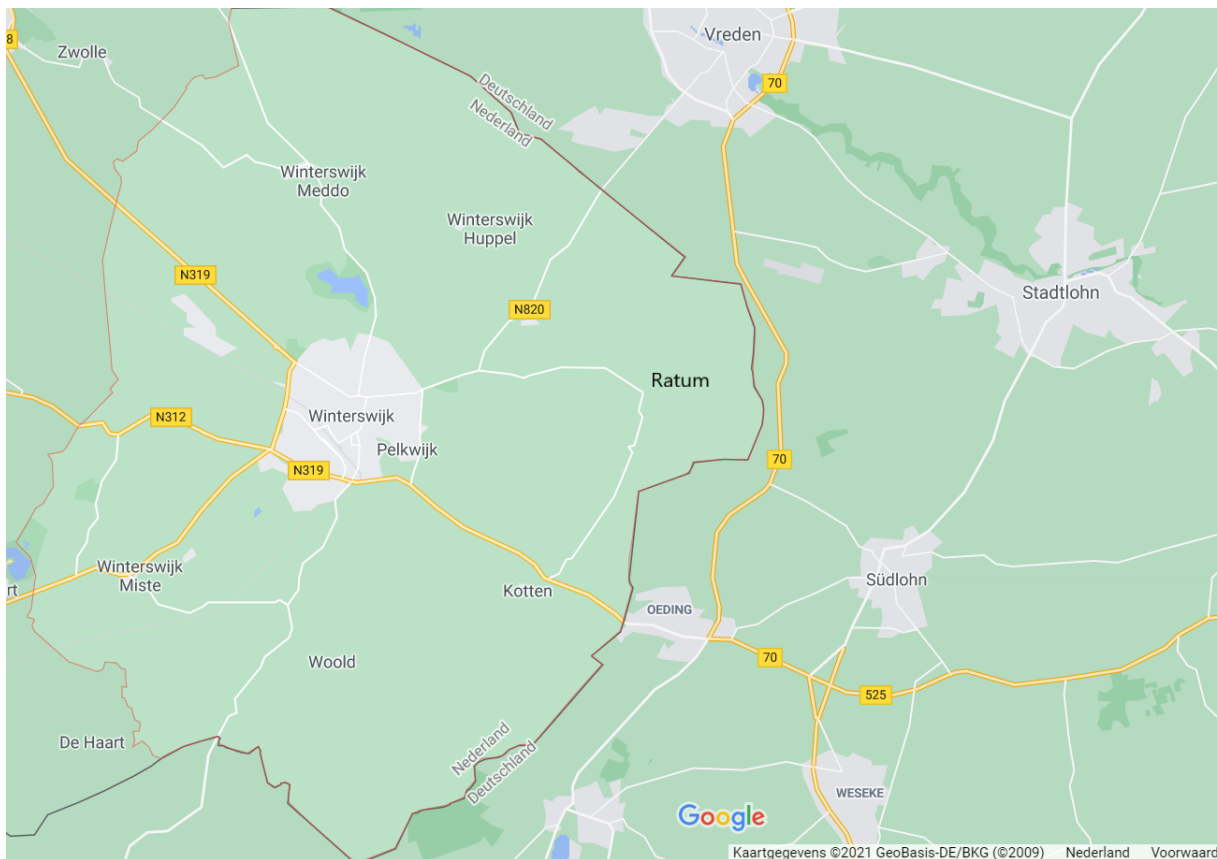 8
Zwolle
Vreden
70
Deutschland
Nederland
Winterswijk
Meddo
Winterswijk
Huppel
N319
N820
Stadtlohn
Ratum
N312
Winterswijk
Pelkwijk
N319
70
Winterswijk
Miste
rt
Kotten
Südlohn
OEDING
Woold
70
525
De Haart
Nederland
Deutschland
WESEKE
Google
Kaartgegevens ©2021 GeoBasis-DE/BKG (©2009) Nederland Voorwaard